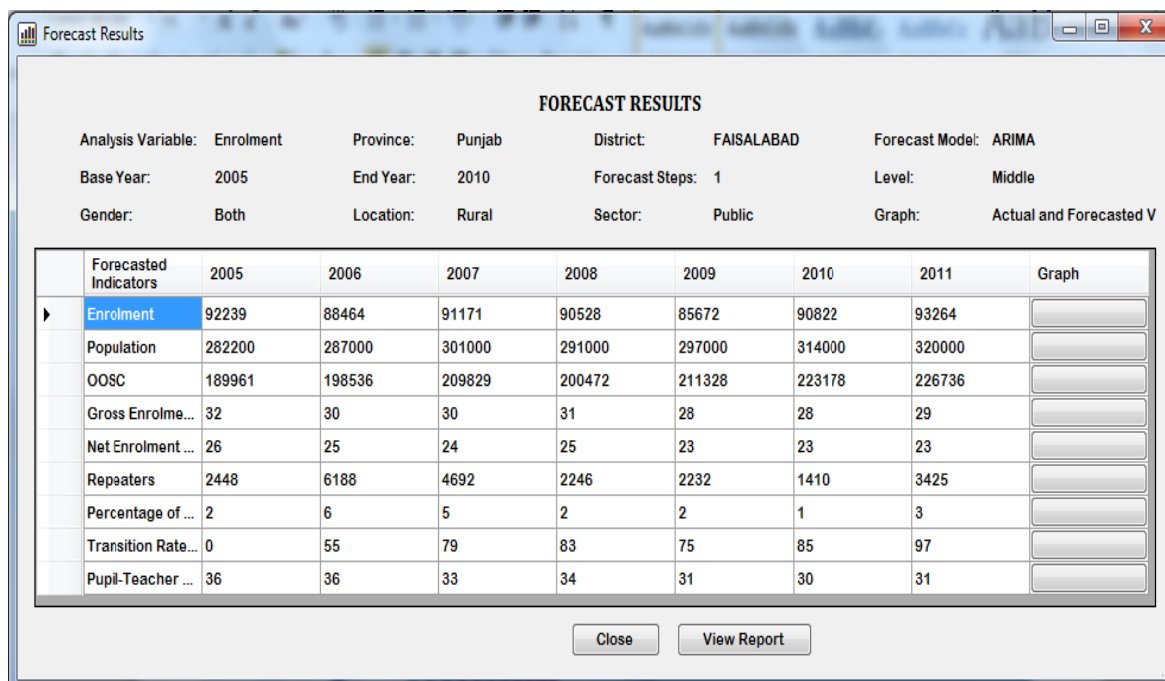 Forecast Results
FORECAST RESULTS
Analysis Variable: Enrolment Province: Punjab District: FAISALABAD Forecast Model: ARIMA
Base Year: 2005 End Year: 2010 Forecast Steps: 1 Level: Middle
Gender: Both Location: Rural Sector: Public Graph: Actual and Forecasted V
Forecasted Indicators 2005 2006 2007 2008 2009 2010 2011 Graph
Enrolment 92239 88464 91171 90528 85672 90822 93264
Population 282200 287000 301000 291000 297000 314000 320000
OOSC 189961 198536 209829 200472 211328 223178 226736
Gross Enrolme... 32 30 30 31 28 28 29
Net Enrolment ... 26 25 24 25 23 23 23
Repeaters 2448 6188 4692 2246 2232 1410 3425
Percentage of ... 2 6 5 2 2 1 3
Transition Rate... 0 55 79 83 75 85 97
Pupil-Teacher ... 36 36 33 34 31 30 31
Close View Report